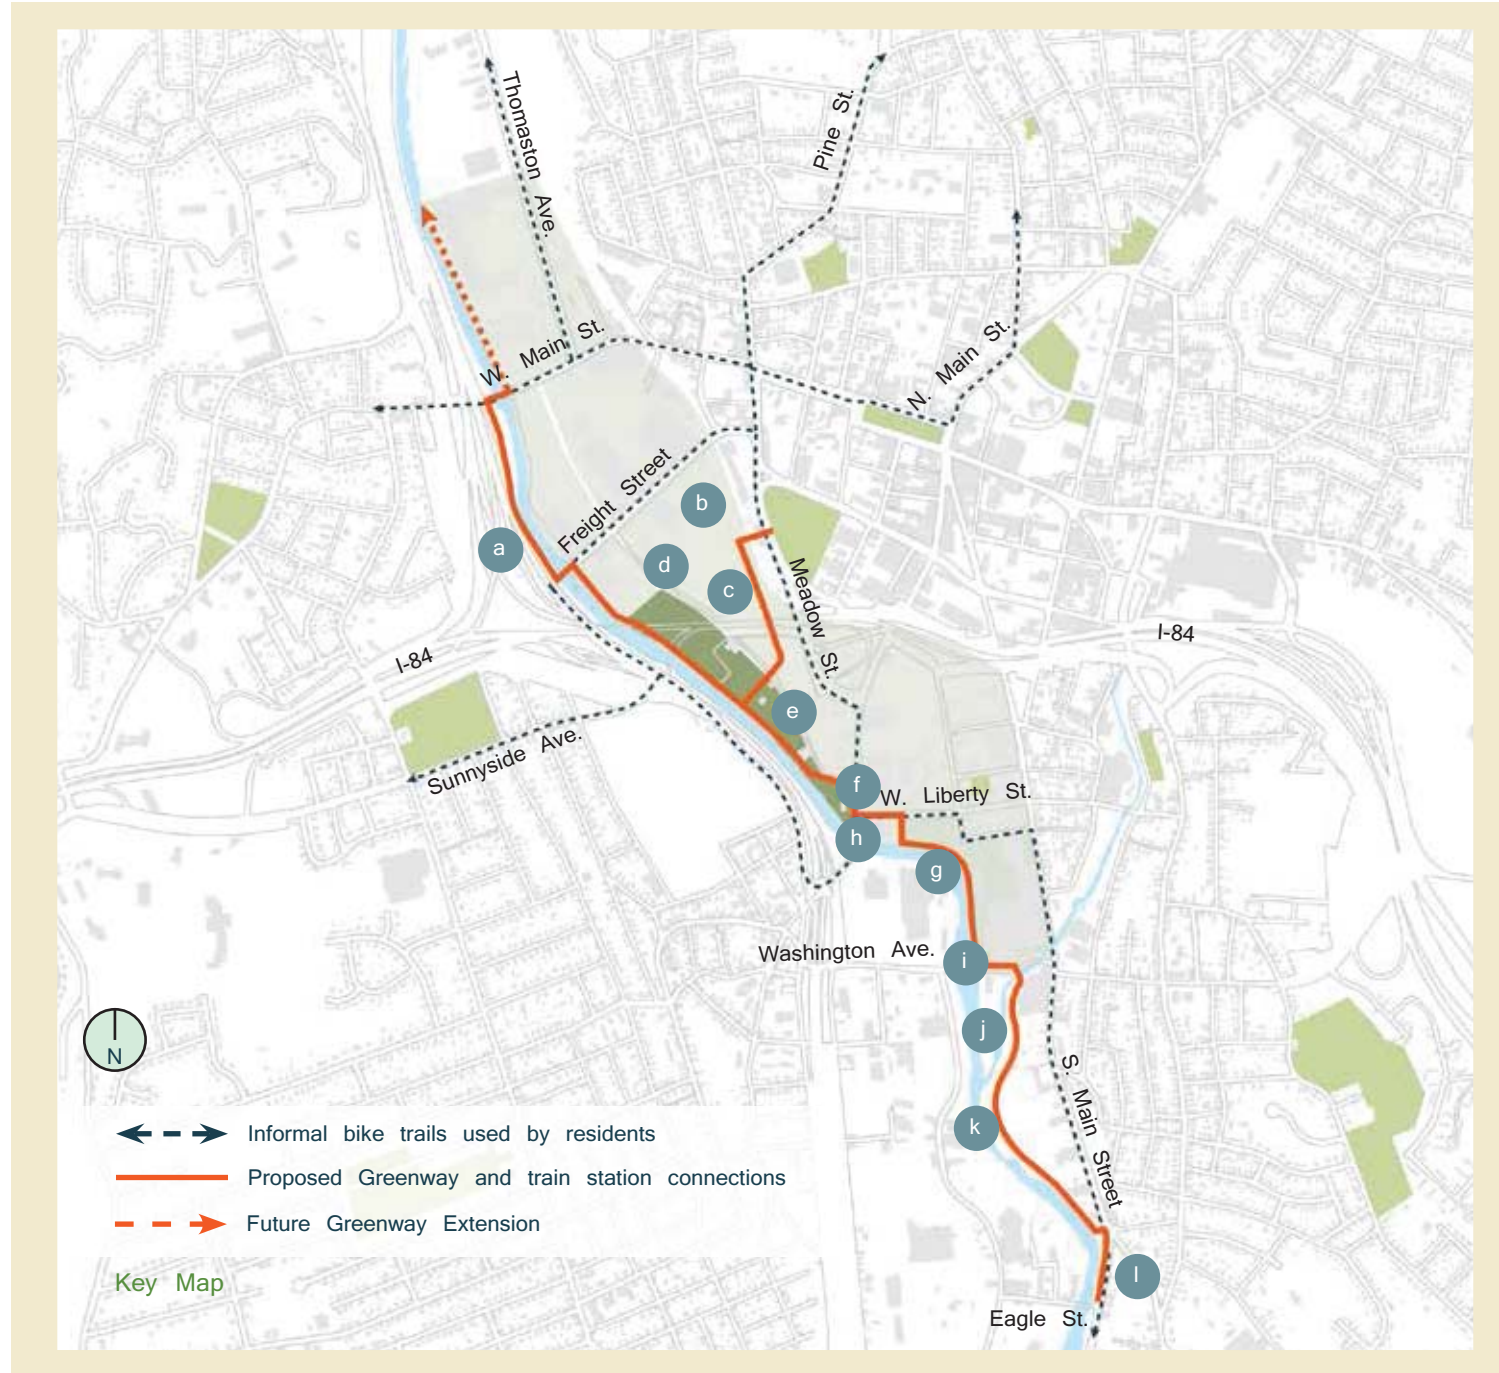 Thomaston Ave.
Pine St.
W. Main St.
N. Main St.
Freight Street
b
a
d
c
Meadow St.
I-84
I-84
e
Sunnyside Ave.
f
W. Liberty St.
h
g
Washington Ave.
i
j
N
S. Main Street
k
Informal bike trails used by residents
Proposed Greenway and train station connections
Future Greenway Extension
Key Map
l
Eagle St.